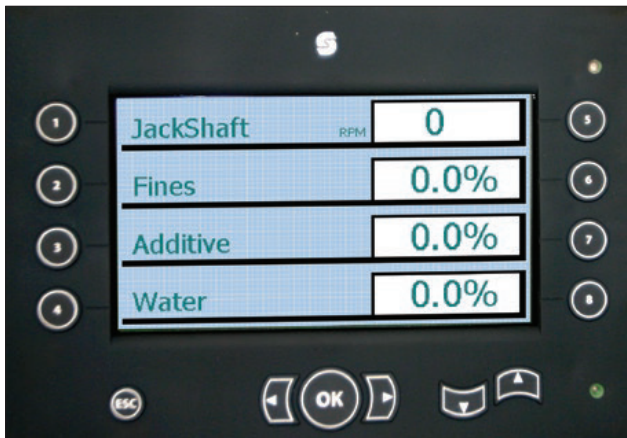 S
1 JackShaft RPM 0 5
2 Fines 0.0% 6
3 Additive 0.0% 7
4 Water 0.0% 8
ESC OK